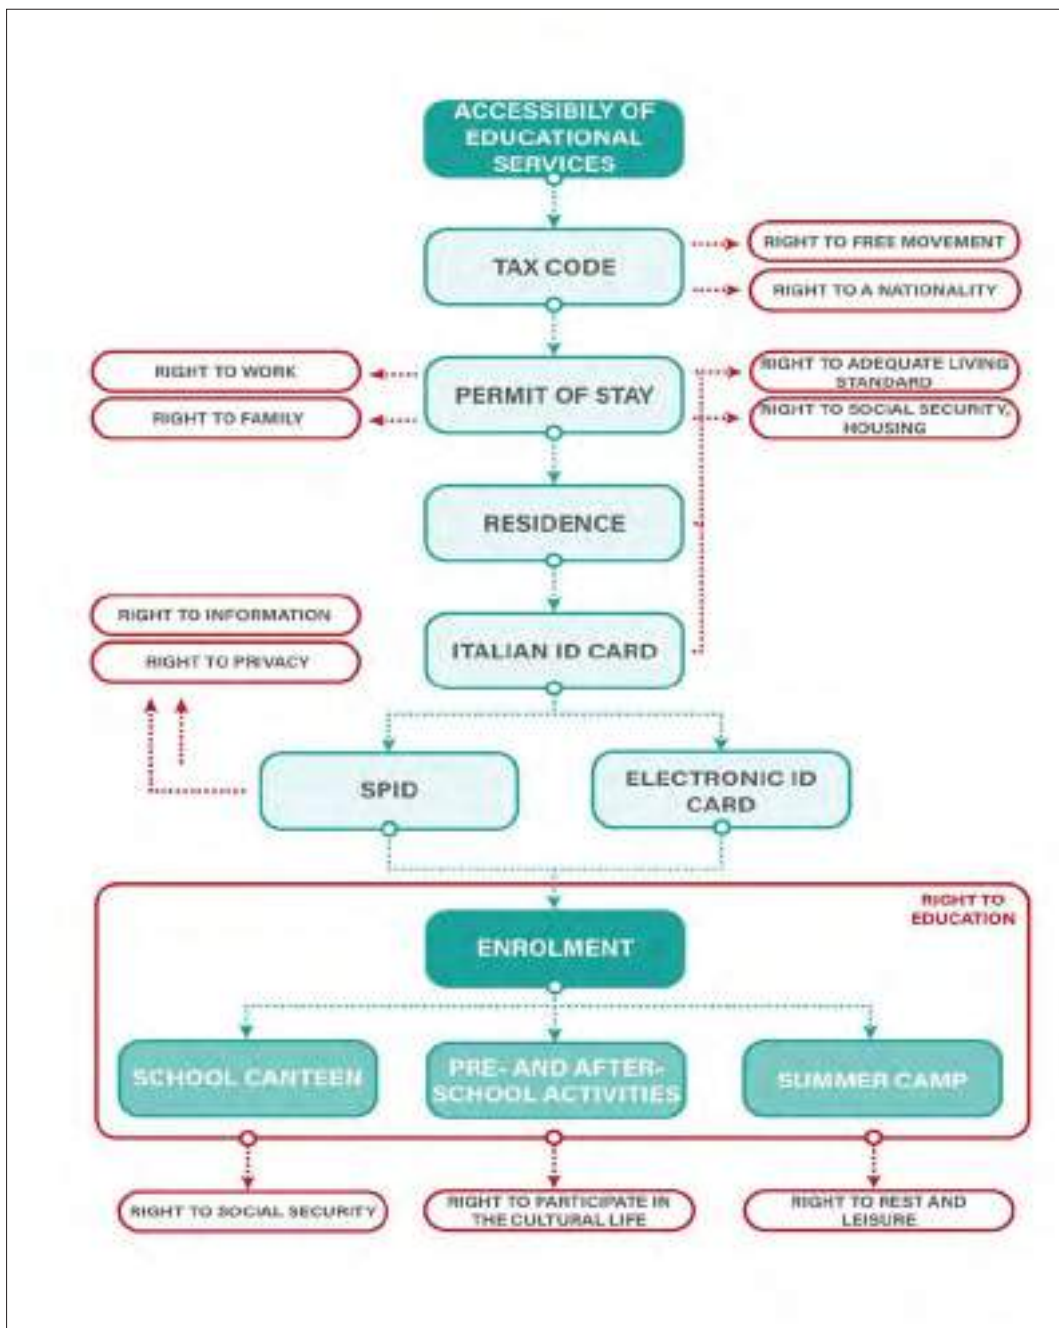 ACCESSIBILY OF
EDUCATIONAL
SERVICES
TAX CODE
RIGHT TO FREE MOVEMENT
RIGHT TO A NATIONALITY
RIGHT TO WORK
RIGHT TO FAMILY
PERMIT OF STAY
RIGHT TO ADEQUATE LIVING
STANDARD
RIGHT TO SOCIAL SECURITY,
HOUSING
RESIDENCE
RIGHT TO INFORMATION
RIGHT TO PRIVACY
ITALIAN ID CARD
SPID
ELECTRONIC ID
CARD
RIGHT TO
EDUCATION
ENROLMENT
SCHOOL CANTEEN
PRE- AND AFTER-
SCHOOL ACTIVITIES
SUMMER CAMP
RIGHT TO SOCIAL SECURITY
RIGHT TO PARTICIPATE IN
THE CULTURAL LIFE
RIGHT TO REST AND
LEISURE